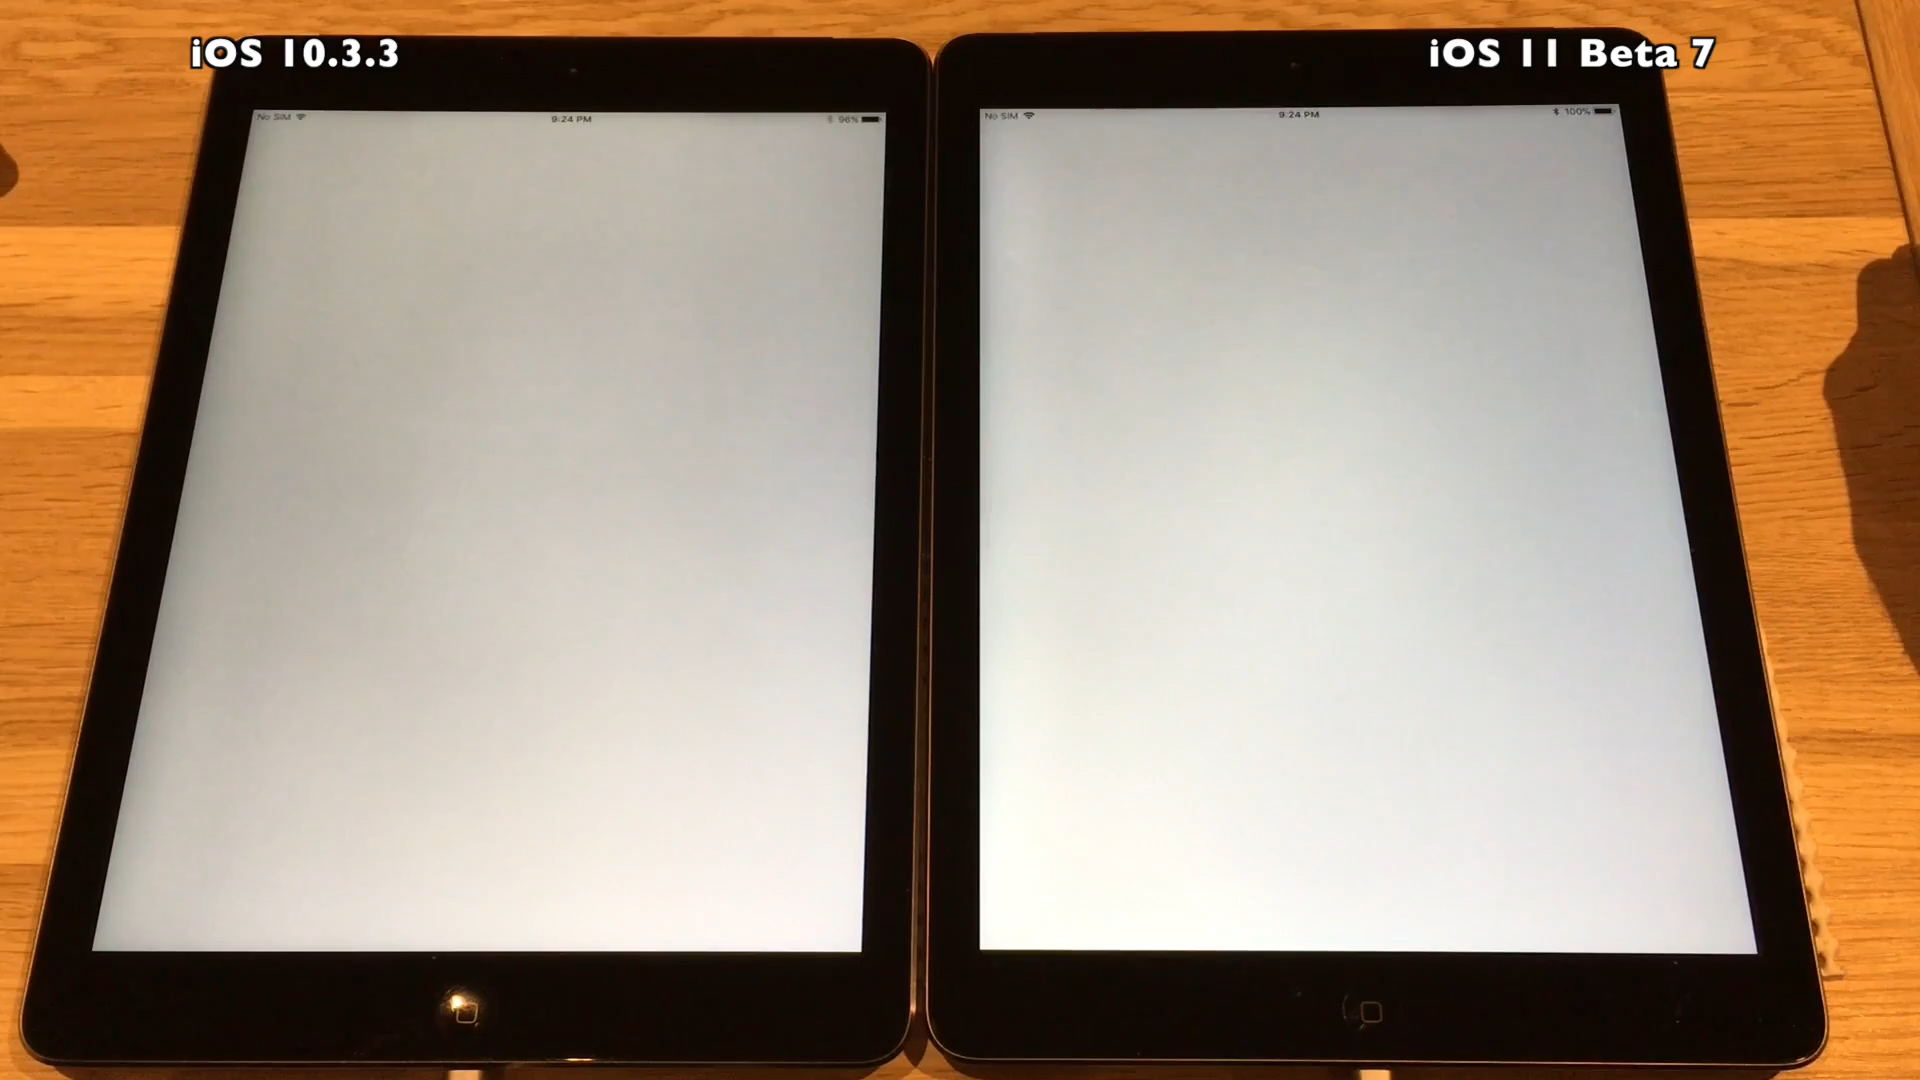 iOS 10.3.3
iOS 11 Beta 7
No SIM
9:24 PM
96%
No SIM
9:24 PM
100%